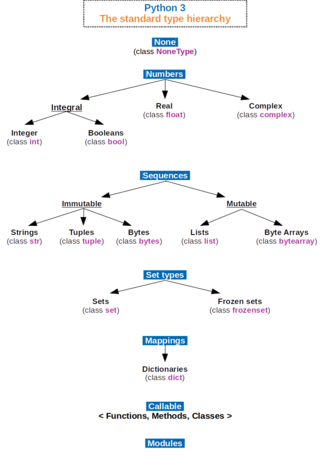 Python 3
The standard type hierarchy
None
(class NoneType)
Numbers
Integral
Real
(class float)
Complex
(class complex)
Integer
(class int)
Booleans
(class bool)
Sequences
Immutable
Mutable
Strings
(class str)
Tuples
(class tuple)
Bytes
(class bytes)
Lists
(class list)
Byte Arrays
(class bytearray)
Set types
Sets
(class set)
Frozen sets
(class frozenset)
Mappings
Dictionaries
(class dict)
Callable
< Functions, Methods, Classes >
Modules